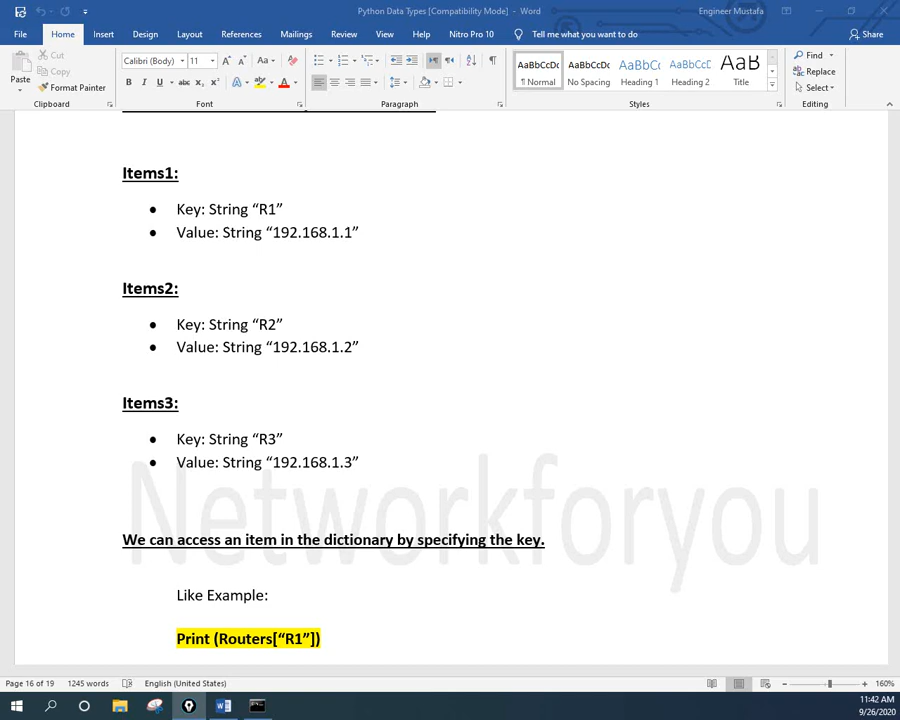 Python Data Types [Compatibility Mode] - Word
Engineer Mustafa
File Home Insert Design Layout References Mailings Review View Help Nitro Pro 10 Tell me what you want to do Share
Paste
Cut
Copy
Format Painter
Clipboard
Calibri (Body) 11
Font
Paragraph
AaBbCcDc
¶ Normal
AaBbCcDc
No Spacing
AaBbCc
Heading 1
AaBbCcD
Heading 2
AaB
Title
Styles
Find
Replace
Select
Editing
Items1:
Key: String “R1”
Value: String “192.168.1.1”
Items2:
Key: String “R2”
Value: String “192.168.1.2”
Items3:
Key: String “R3”
Value: String “192.168.1.3”
Networkforyou
We can access an item in the dictionary by specifying the key.
Like Example:
Print (Routers[“R1”])
Page 16 of 19 1245 words English (United States) 160%
11:42 AM
9/26/2020